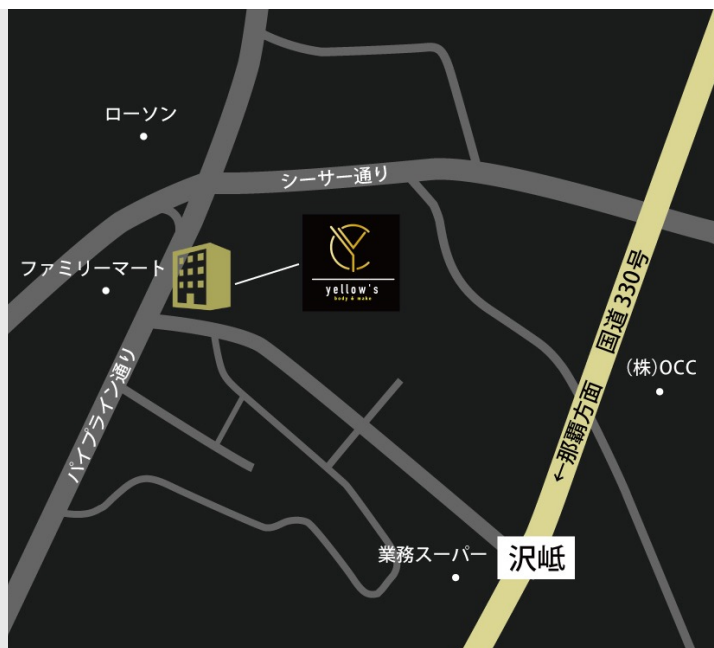 ローソン
シーサー通り
ファミリーマート
yellow's
body & make
国道330号
←那覇方面
(株)OCC
パイプライン通り
業務スーパー
沢岻